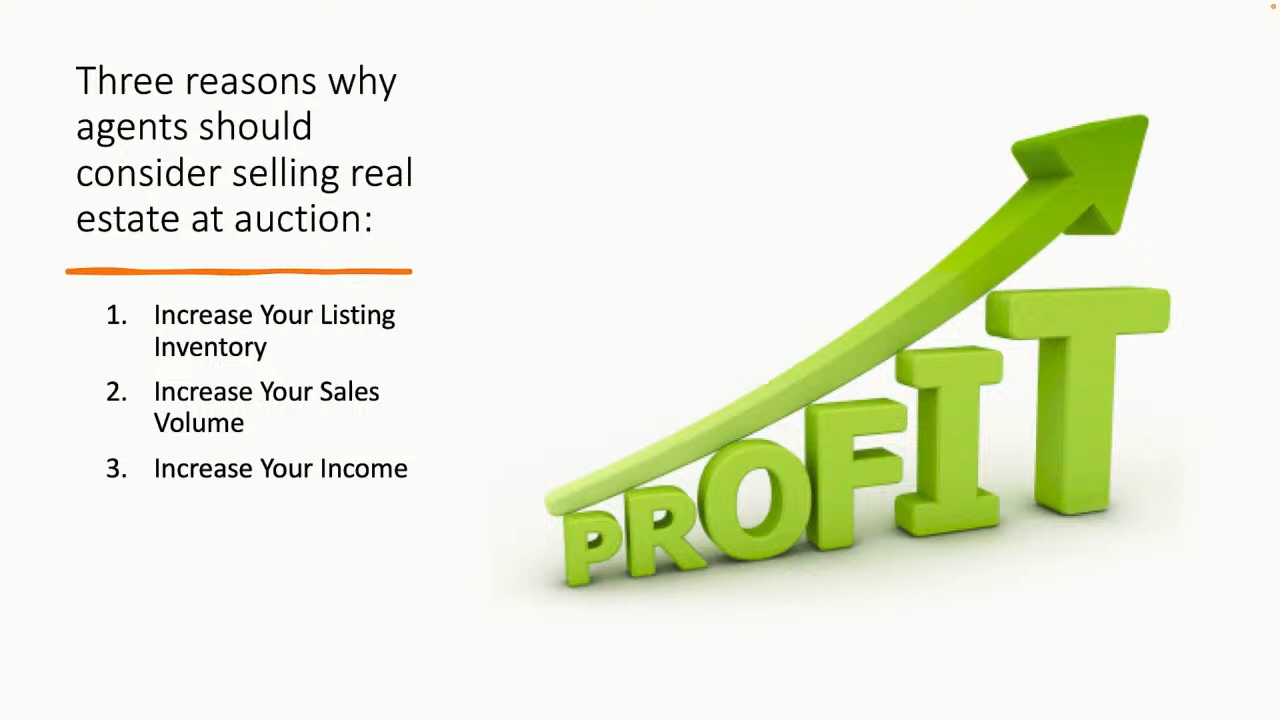 Three reasons why
agents should
consider selling real
estate at auction:
1. Increase Your Listing
Inventory
2. Increase Your Sales
Volume
3. Increase Your Income
PROFIT